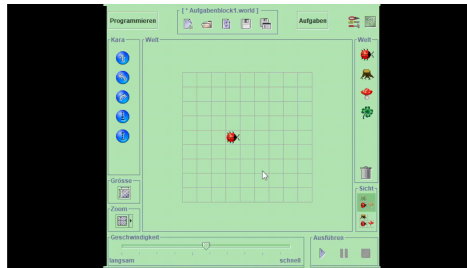 [* Aufgabenblock1.world ]
Programmieren
Aufgaben
Kara
Welt
Welt
Grösse
Zoom
Sicht
Geschwindigkeit
langsam
schnell
Ausführen